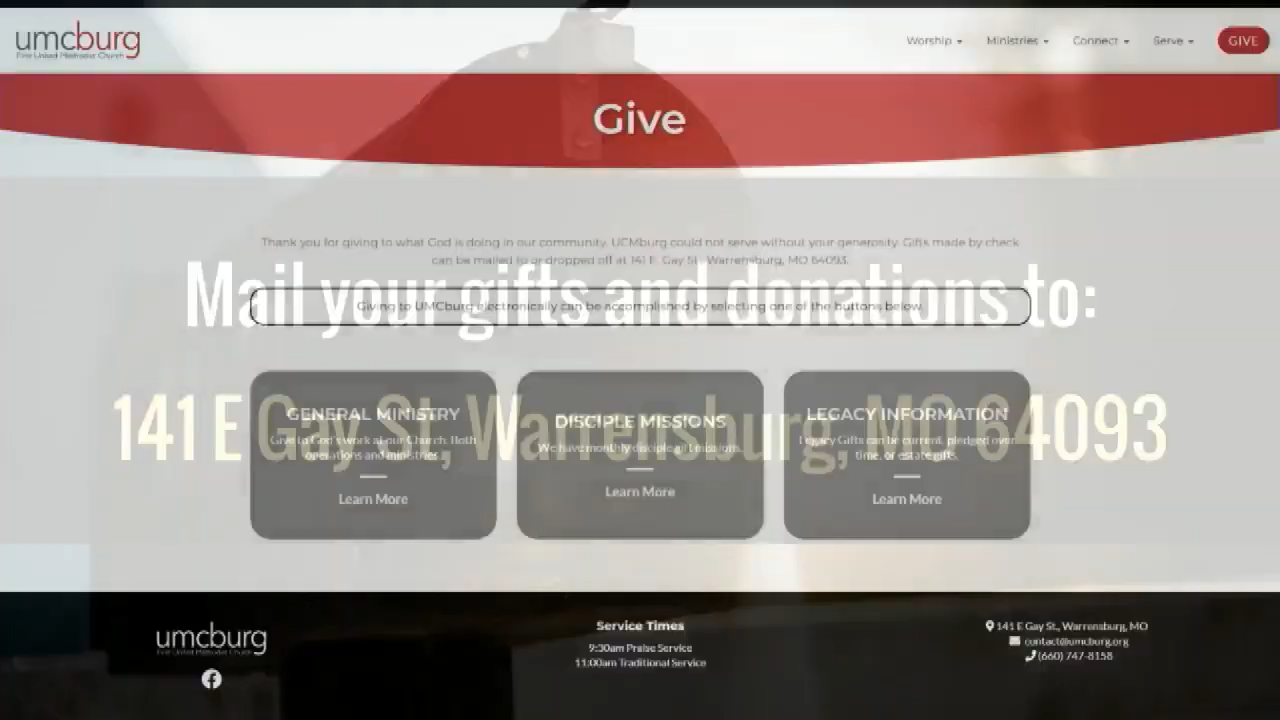 umcburg
First United Methodist Church
Worship Ministries Connect Serve GIVE
Give
Thank you for giving to what God is doing in our community. UCMburg could not serve without your generosity. Gifts made by check
can be mailed to or dropped off at 141 E. Gay St, Warrensburg, MO 64093.
Mail your gifts and donations to:
Giving to UMCburg electronically can be accomplished by selecting one of the buttons below.
141 E Gay St, Warrensburg, MO 64093
GENERAL MINISTRY
Give to God's work at our Church. Both
operations and ministries.
Learn More
DISCIPLE MISSIONS
We have monthly disciple gift missions.
Learn More
LEGACY INFORMATION
Legacy Gifts can be current, pledged over
time, or estate gifts.
Learn More
umcburg
First United Methodist Church
Service Times
9:30am Praise Service
11:00am Traditional Service
141 E Gay St., Warrensburg, MO
contact@umcburg.org
(660) 747-8158